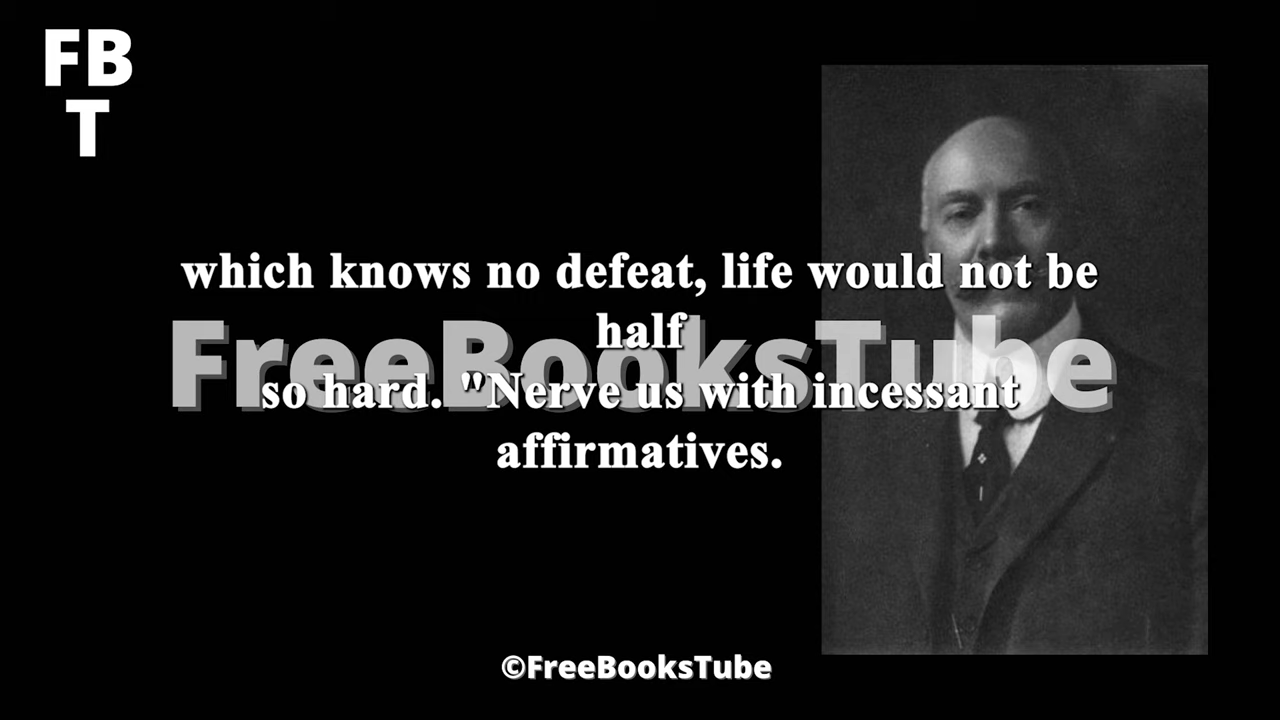 FB
T
which knows no defeat, life would not be
half
FreeBooksTube
so hard. "Nerve us with incessant
affirmatives.
©FreeBooksTube